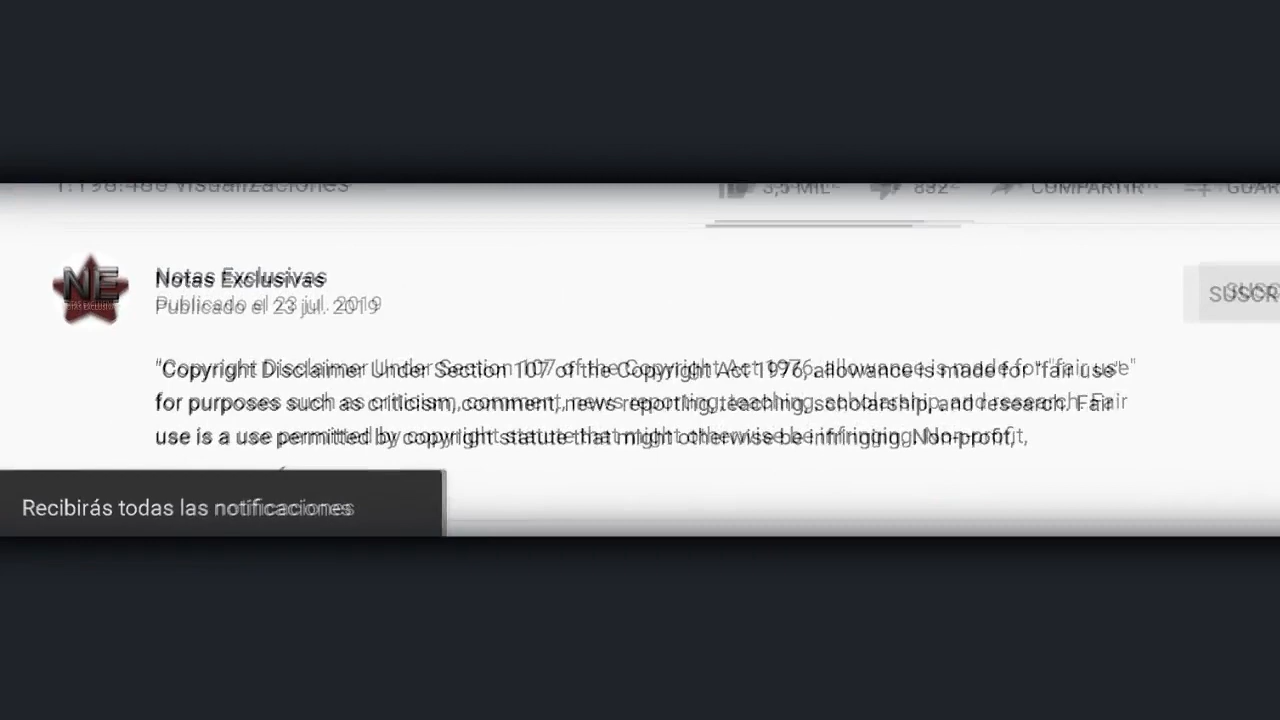 visualizaciones
3,5 MIL
832
COMPARTIR
NE
Notas Exclusivas
Publicado el 23 jul. 2019
SUSCR
"Copyright Disclaimer Under Section 107 of the Copyright Act 1976, allowance is made for "fair use"
for purposes such as criticism, comment, news reporting, teaching, scholarship, and research. Fair
use is a use permitted by copyright statute that might otherwise be infringing. Non-profit,
Recibirás todas las notificaciones